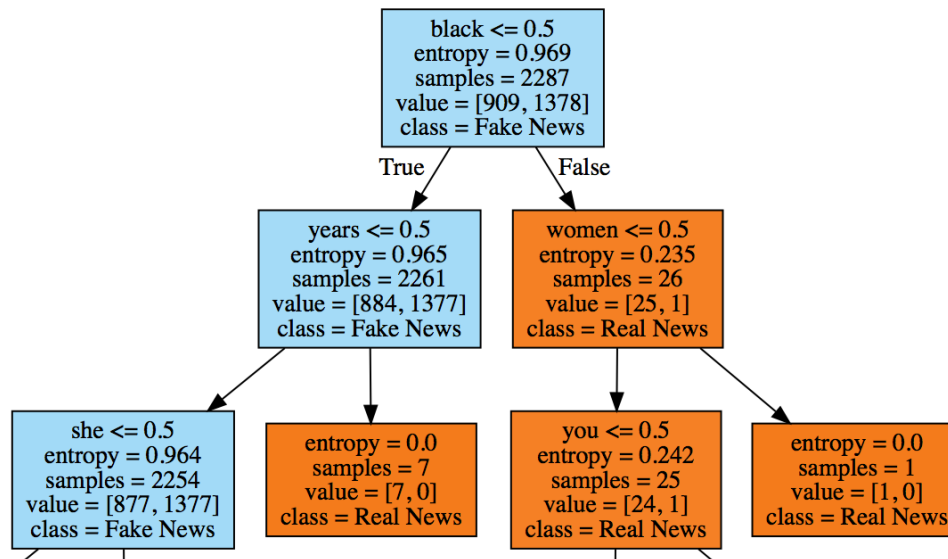 black <= 0.5
entropy = 0.969
samples = 2287
value = [909, 1378]
class = Fake News
True
False
years <= 0.5
entropy = 0.965
samples = 2261
value = [884, 1377]
class = Fake News
women <= 0.5
entropy = 0.235
samples = 26
value = [25, 1]
class = Real News
she <= 0.5
entropy = 0.964
samples = 2254
value = [877, 1377]
class = Fake News
entropy = 0.0
samples = 7
value = [7, 0]
class = Real News
you <= 0.5
entropy = 0.242
samples = 25
value = [24, 1]
class = Real News
entropy = 0.0
samples = 1
value = [1, 0]
class = Real News